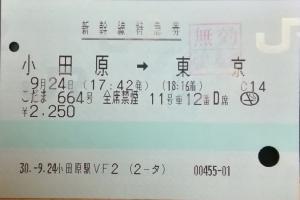 新幹線特急券
無効
小田原 → 東京
9月24日 (17:42発) (18:16着) C14
こだま 664号 全席禁煙 11号車12番D席
¥2,250
30.-9.24小田原駅VF2 (2-タ) 00455-01